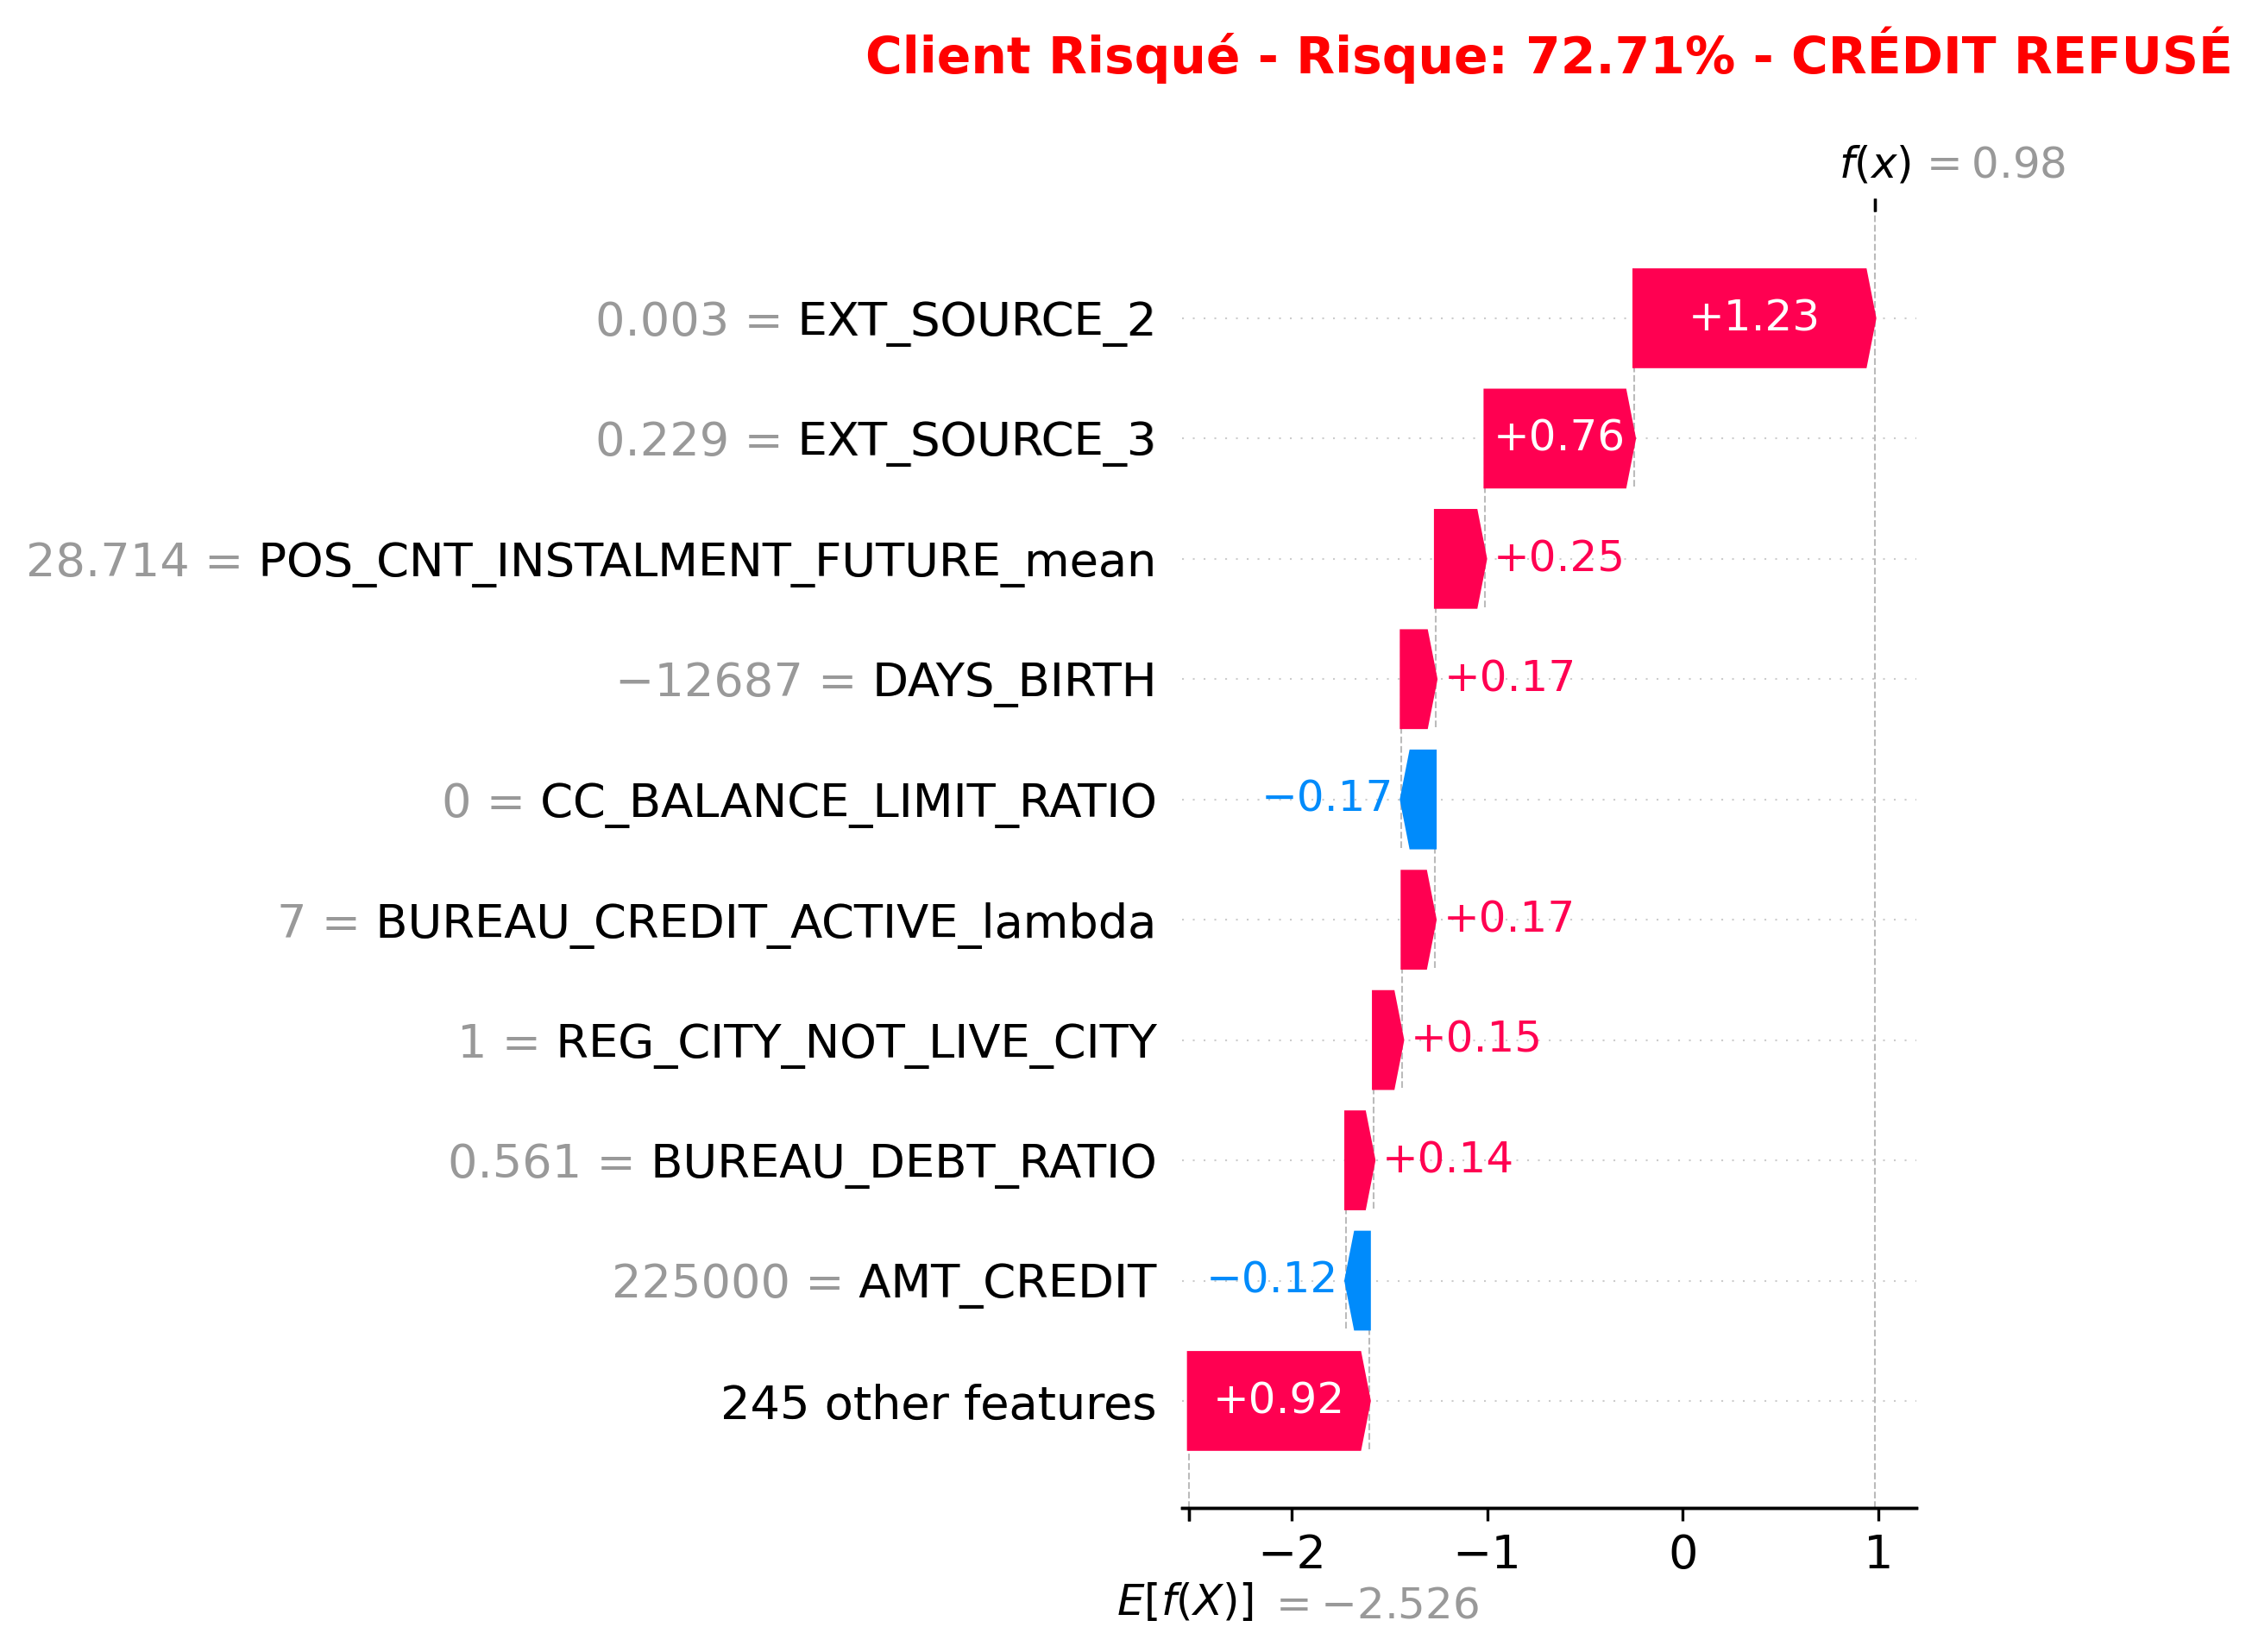 Client Risqué - Risque: 72.71% - CRÉDIT REFUSÉ
f(x) = 0.98
0.003 = EXT_SOURCE_2 +1.23
0.229 = EXT_SOURCE_3 +0.76
28.714 = POS_CNT_INSTALMENT_FUTURE_mean +0.25
−12687 = DAYS_BIRTH +0.17
0 = CC_BALANCE_LIMIT_RATIO −0.17
7 = BUREAU_CREDIT_ACTIVE_lambda +0.17
1 = REG_CITY_NOT_LIVE_CITY +0.15
0.561 = BUREAU_DEBT_RATIO +0.14
225000 = AMT_CREDIT −0.12
245 other features +0.92
−2 −1 0 1
E[f(X)] = −2.526